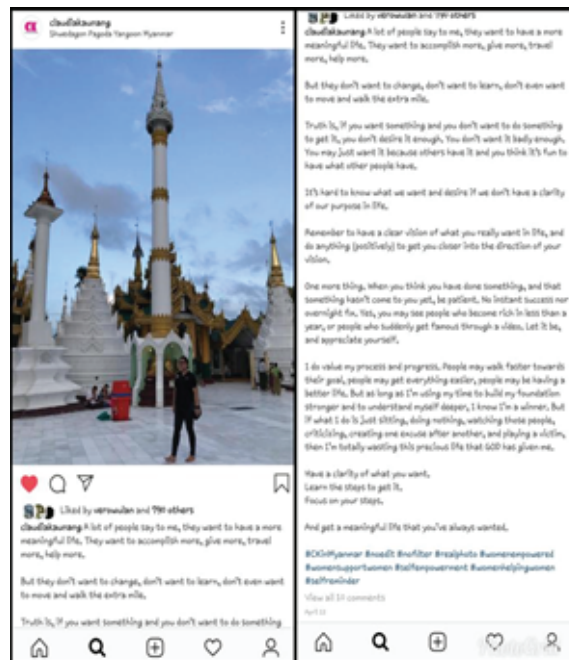 claudiakaurang
Shwedagon Pagoda Yangoon Myanmar
Liked by verowulan and 791 others
claudiakaurang A lot of people say to me, they want to have a more
meaningful life. They want to accomplish more, give more, travel
more, help more.
But they don't want to change, don't want to learn, don't even want
to move and walk the extra mile.
Truth is, if you want something and you don't want to do something
Liked by verowulan and 791 others
claudiakaurang A lot of people say to me, they want to have a more
meaningful life. They want to accomplish more, give more, travel
more, help more.
But they don't want to change, don't want to learn, don't even want
to move and walk the extra mile.
Truth is, if you want something and you don't want to do something
to get it, you don't desire it enough. You don't want it badly enough.
You may just want it because others have it and you think it's fun to
have what other people have.
It's hard to know what we want and desire if we don't have a clarity
of our purpose in life.
Remember to have a clear vision of what you really want in life, and
do anything (positively) to get you closer into the direction of your
vision.
One more thing. When you think you have done something, and that
something hasn't come to you yet, be patient. No instant success nor
overnight fix. Yes, you may see people who become rich in less than a
year, or people who suddenly get famous through a video. Let it be,
and appreciate yourself.
I do value my process and progress. People may walk faster towards
their goal, people may get everything easier, people may be having a
better life. But as long as I'm using my time to build my foundation
stronger and to understand myself deeper, I know I'm a winner. But
if what I do is just sitting, doing nothing, watching those people,
criticizing, creating one excuse after another, and playing a victim,
then I'm totally wasting this precious life that GOD has given me.
Have a clarity of what you want.
Learn the steps to get it.
Focus on your steps.
And get a meaningful life that you've always wanted.
#CKinMyanmar #noedit #nofilter #realphoto #womenempowered
#womensupportwomen #selfempowerment #womenhelpingwomen
#selfreminder
View all 14 comments
April 22